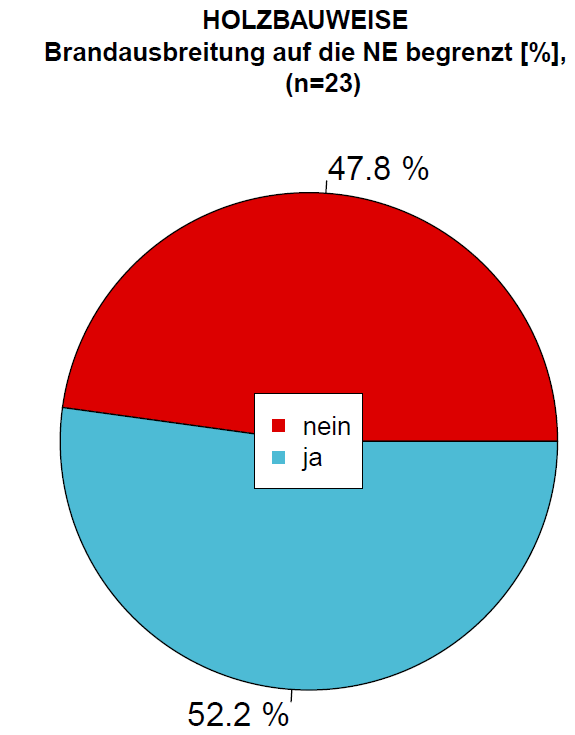 HOLZBAUWEISE
Brandausbreitung auf die NE begrenzt [%],
(n=23)
47.8 %
nein
ja
52.2 %